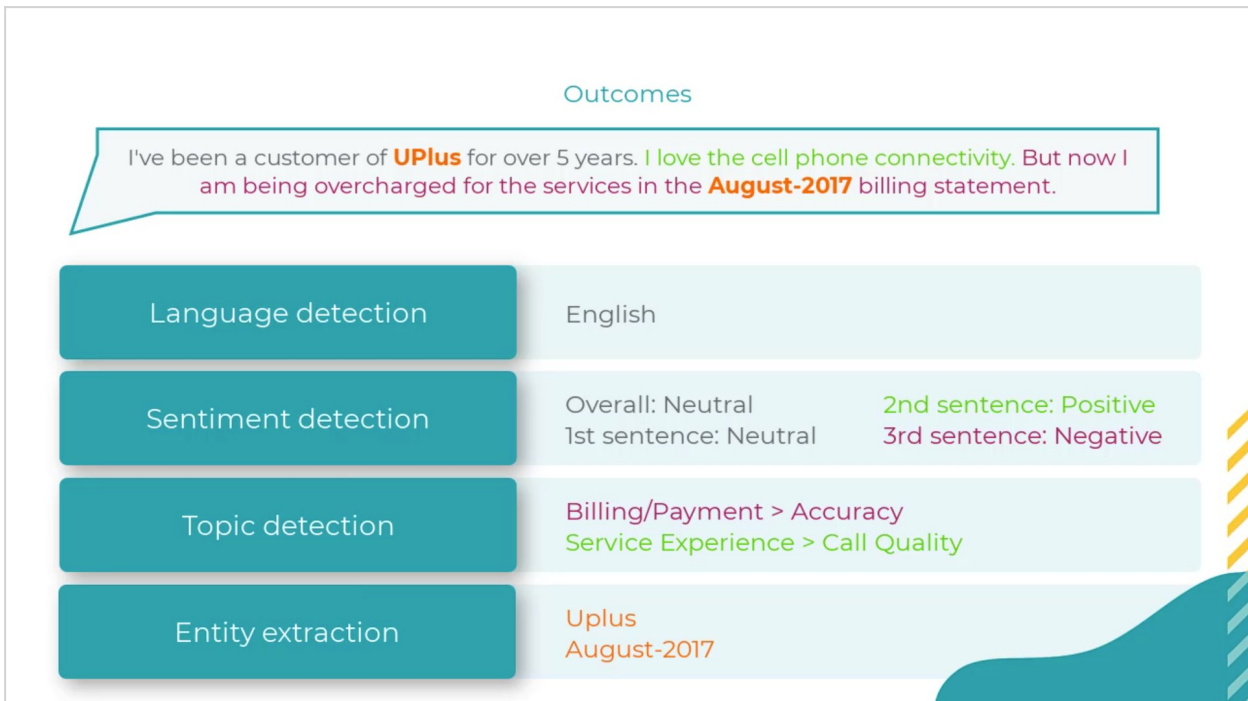 Outcomes
I've been a customer of UPlus for over 5 years. I love the cell phone connectivity. But now I
am being overcharged for the services in the August-2017 billing statement.
Language detection
English
Sentiment detection
Overall: Neutral
1st sentence: Neutral
2nd sentence: Positive
3rd sentence: Negative
Topic detection
Billing/Payment > Accuracy
Service Experience > Call Quality
Entity extraction
Uplus
August-2017